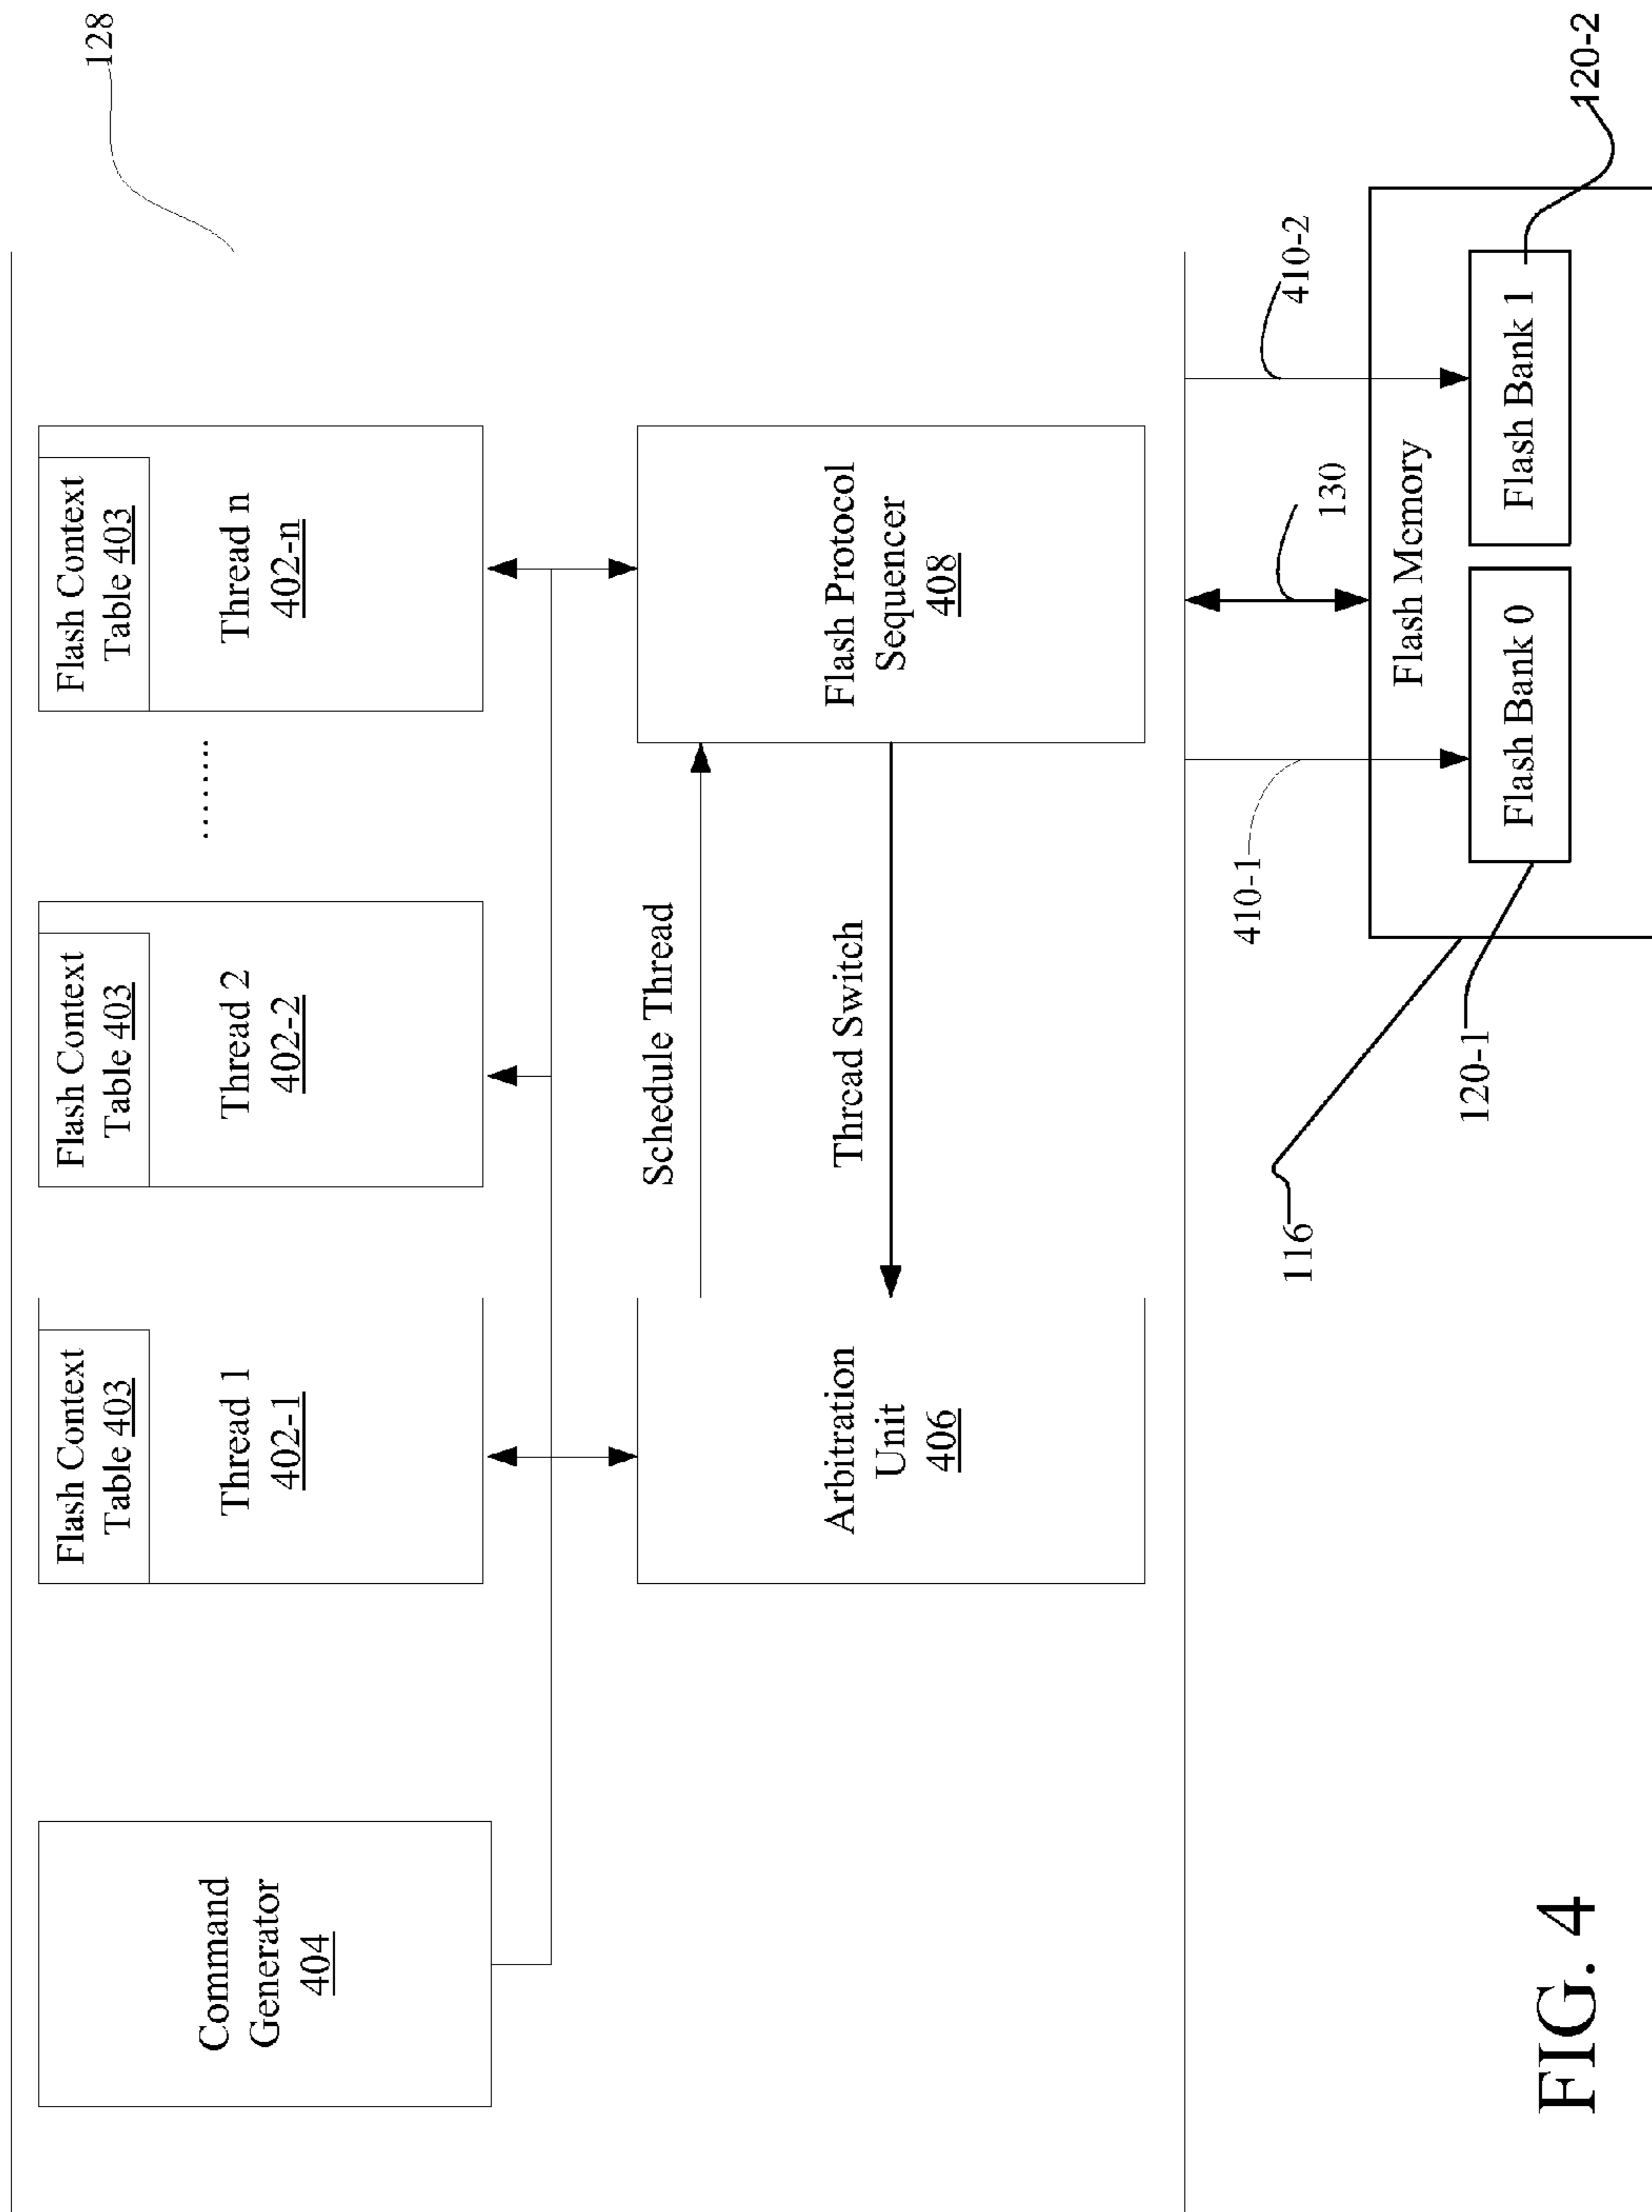 128
Command
Generator
404
Flash Context
Table 403
Thread 1
402-1
Flash Context
Table 403
Thread 2
402-2
........
Flash Context
Table 403
Thread n
402-n
Schedule Thread
Thread Switch
Arbitration
Unit
406
Flash Protocol
Sequencer
408
410-1
130
410-2
116
120-1
Flash Memory
Flash Bank 0
Flash Bank 1
120-2
FIG. 4